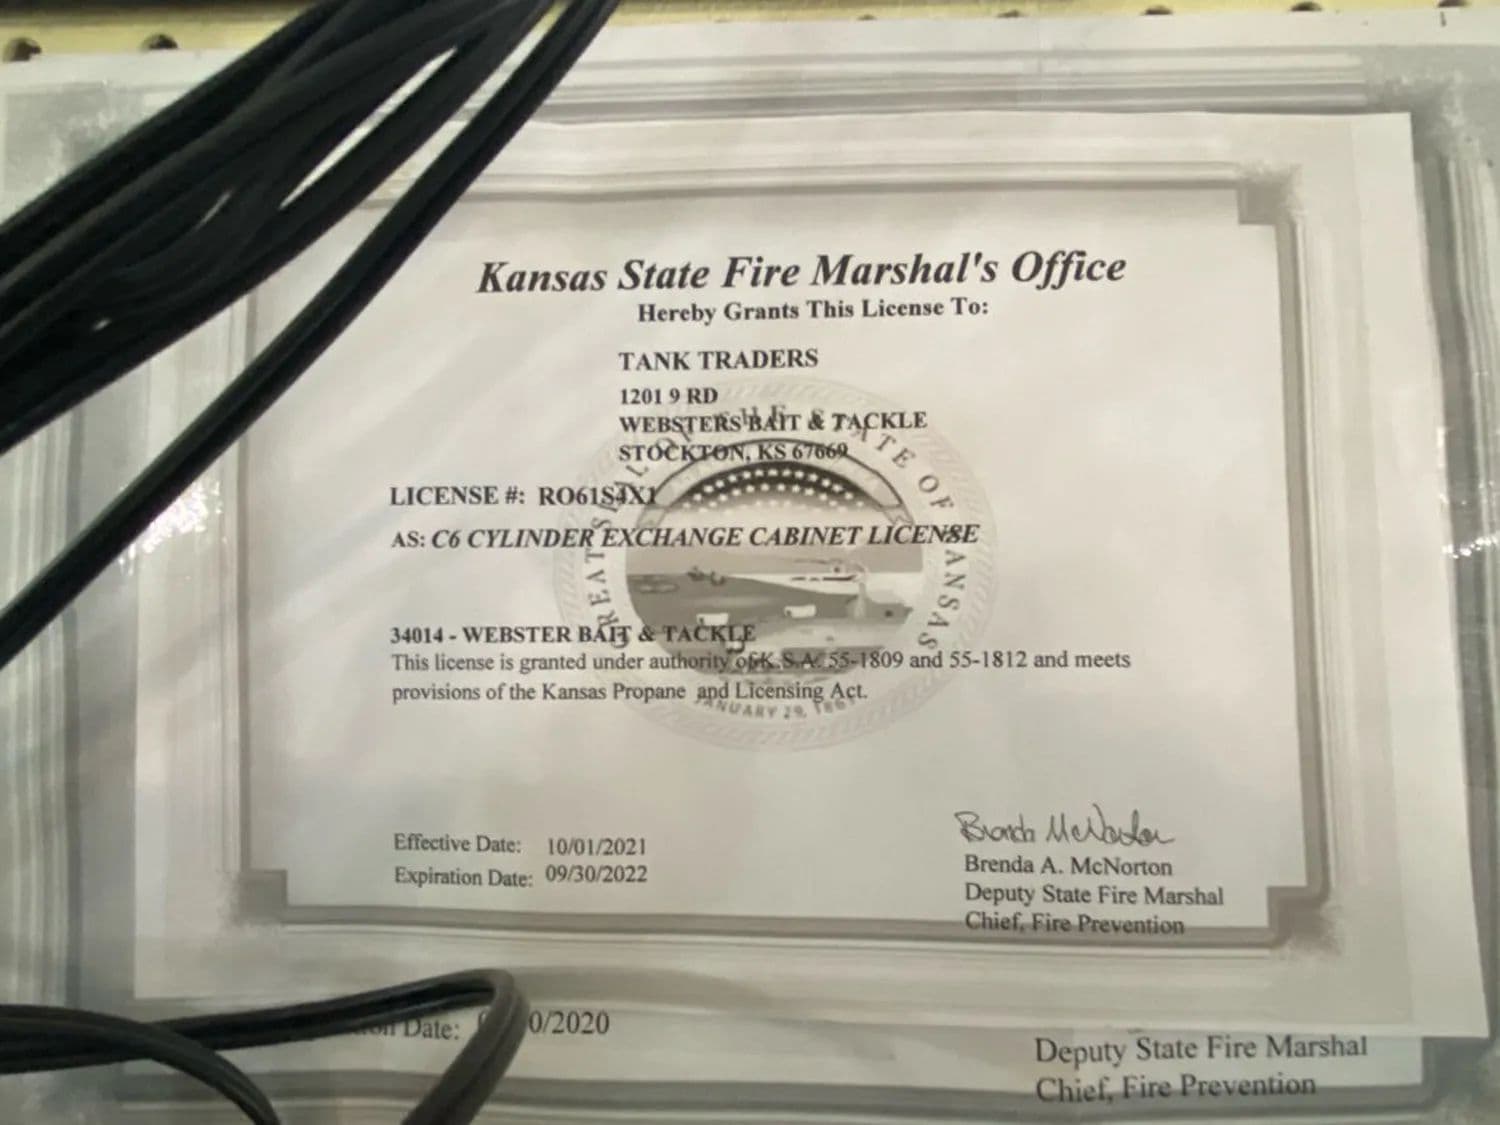 Kansas State Fire Marshal's Office
Hereby Grants This License To:
TANK TRADERS
1201 9 RD
WEBSTERS BAIT & TACKLE
STOCKTON, KS 67669
LICENSE #: RO61S4X1
AS: C6 CYLINDER EXCHANGE CABINET LICENSE
34014 - WEBSTER BAIT & TACKLE
This license is granted under authority of K.S.A. 55-1809 and 55-1812 and meets
provisions of the Kansas Propane and Licensing Act.
Effective Date: 10/01/2021
Expiration Date: 09/30/2022
Brenda A. McNorton
Deputy State Fire Marshal
Chief, Fire Prevention
Date: 0/2020
Deputy State Fire Marshal
Chief, Fire Prevention